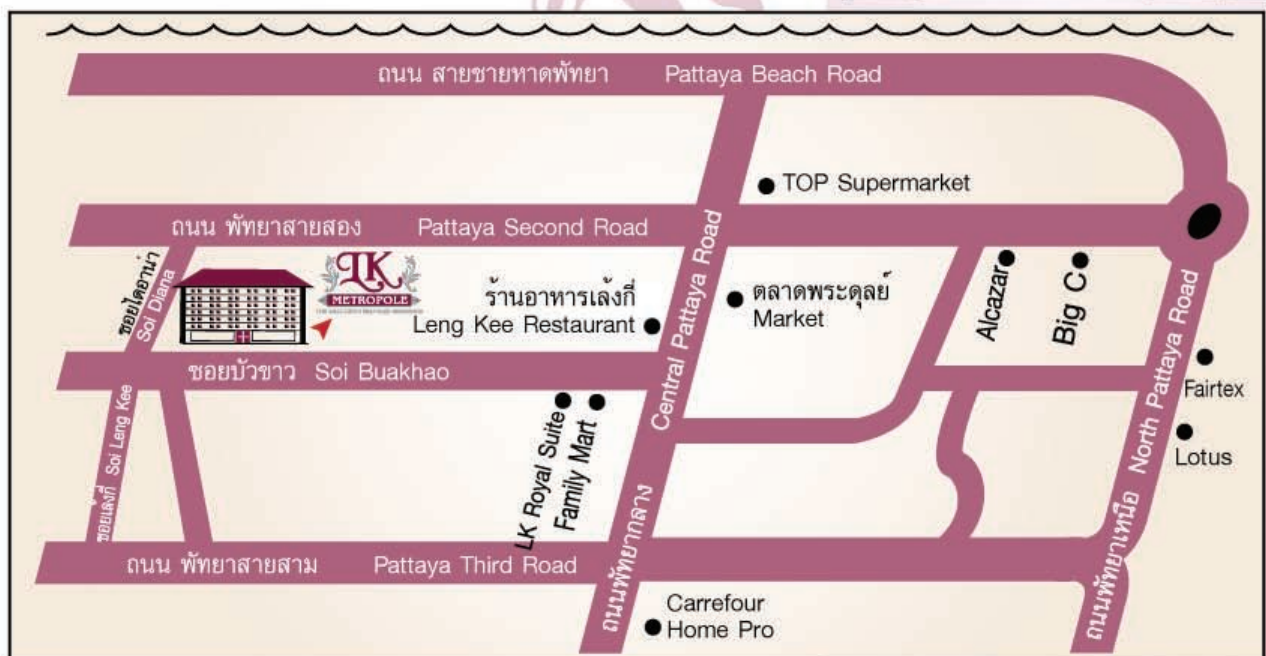 ถนน สายชายหาดพัทยา Pattaya Beach Road
TOP Supermarket
ถนน พัทยาสายสอง Pattaya Second Road
ซอยไดอาน่า
Soi Diana
LK
METROPOLE
ร้านอาหารเล้งกี่
Leng Kee Restaurant
ตลาดพระดุลย์
Market
Alcazar
Big C
ซอยบัวขาว Soi Buakhao
ซอยเล้งกี่ Soi Leng Kee
LK Royal Suite
Family Mart
ถนนพัทยากลาง Central Pattaya Road
ถนนพัทยาเหนือ North Pattaya Road
Fairtex
Lotus
ถนน พัทยาสายสาม Pattaya Third Road
Carrefour
Home Pro